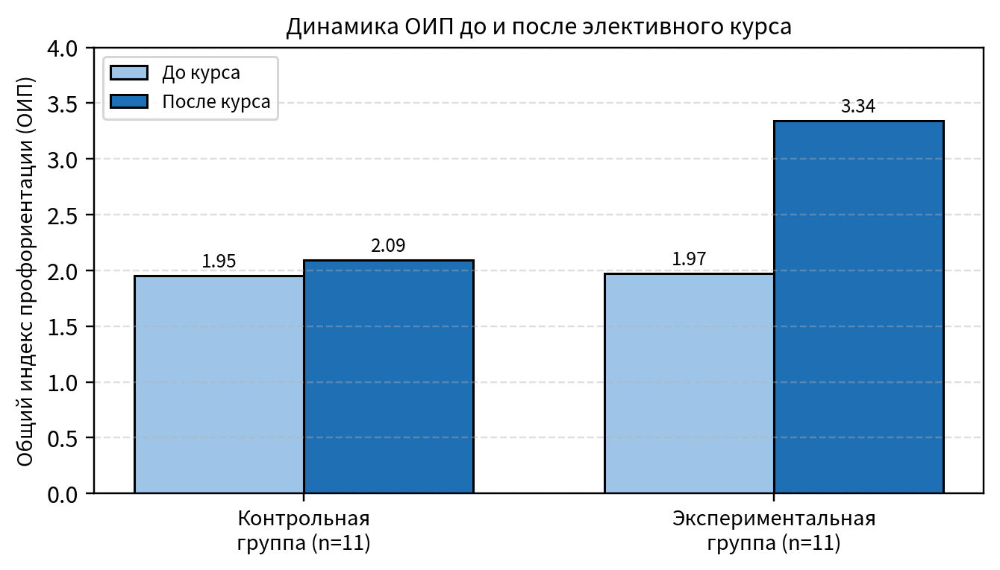 Динамика ОИП до и после элективного курса
Общий индекс профориентации (ОИП)
4.0
3.5
3.0
2.5
2.0
1.5
1.0
0.5
0.0
До курса
После курса
1.95
2.09
1.97
3.34
Контрольная
группа (n=11)
Экспериментальная
группа (n=11)